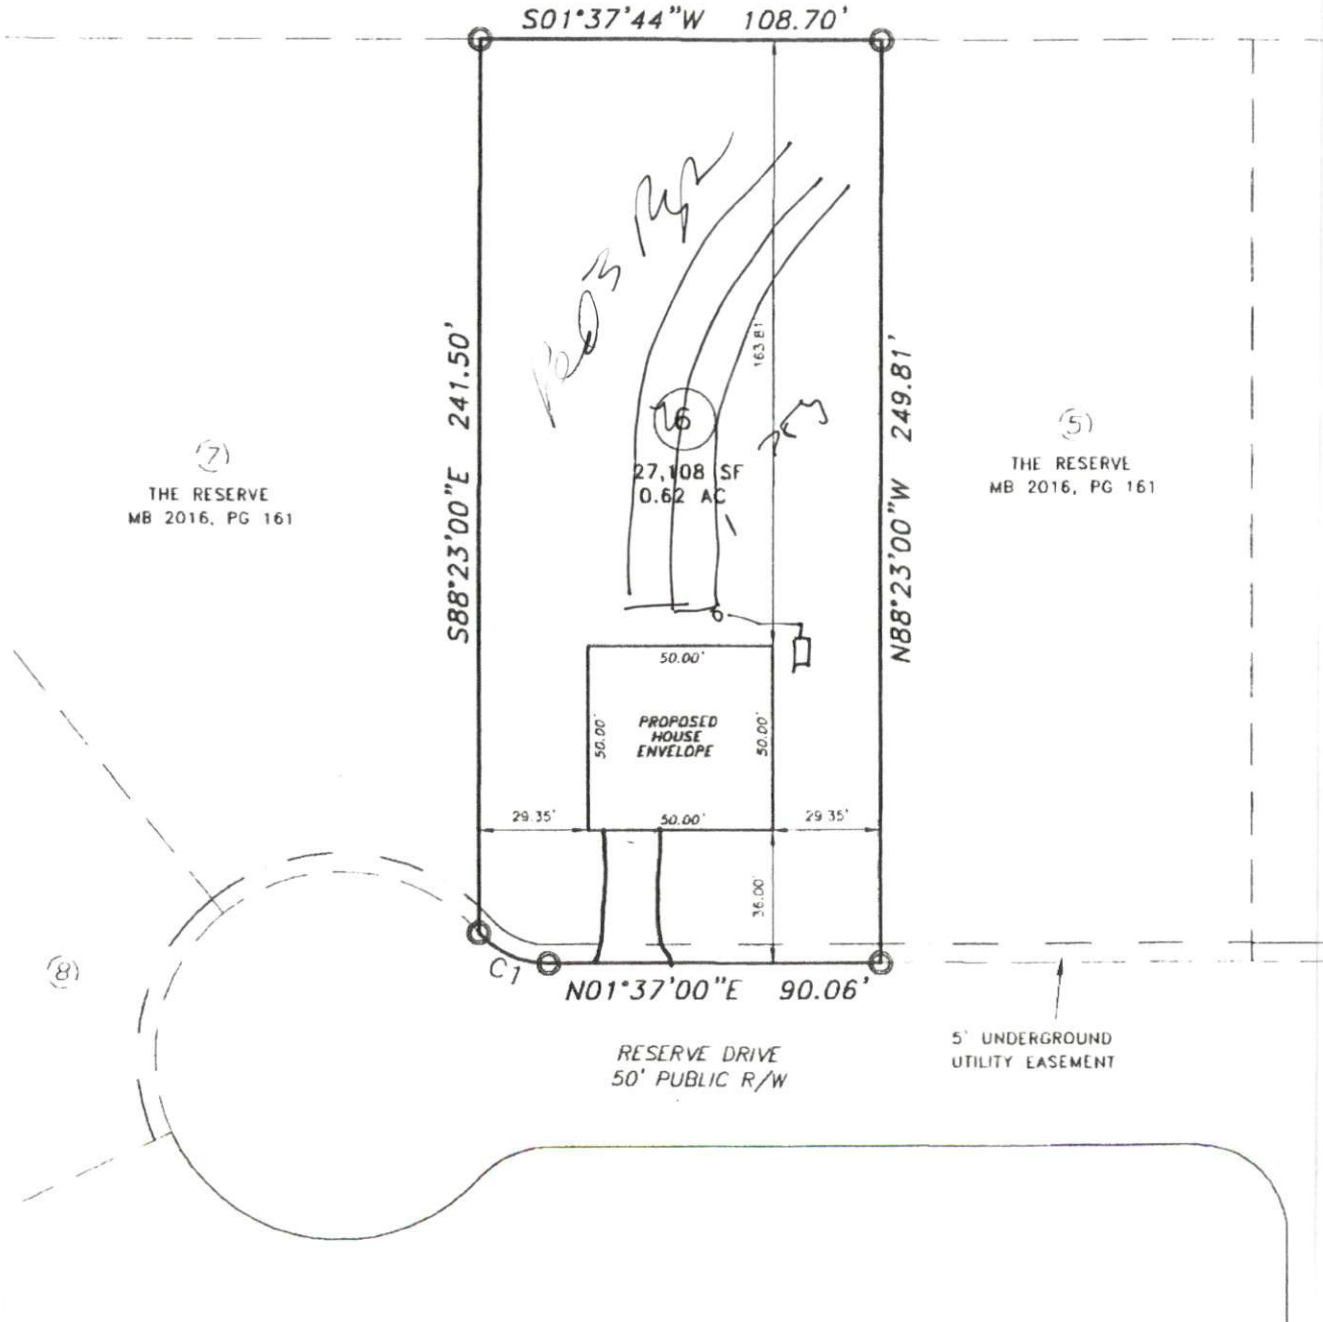 S01°37'44"W 108.70'
163.81'
S88°23'00"E 241.50'
N88°23'00"W 249.81'
7
THE RESERVE
MB 2016, PG 161
6
27,108 SF
0.62 AC
5
THE RESERVE
MB 2016, PG 161
50.00'
50.00'
PROPOSED
HOUSE
ENVELOPE
50.00'
29.35'
50.00'
29.35'
36.00'
8
C1
N01°37'00"E 90.06'
RESERVE DRIVE
50' PUBLIC R/W
5' UNDERGROUND
UTILITY EASEMENT